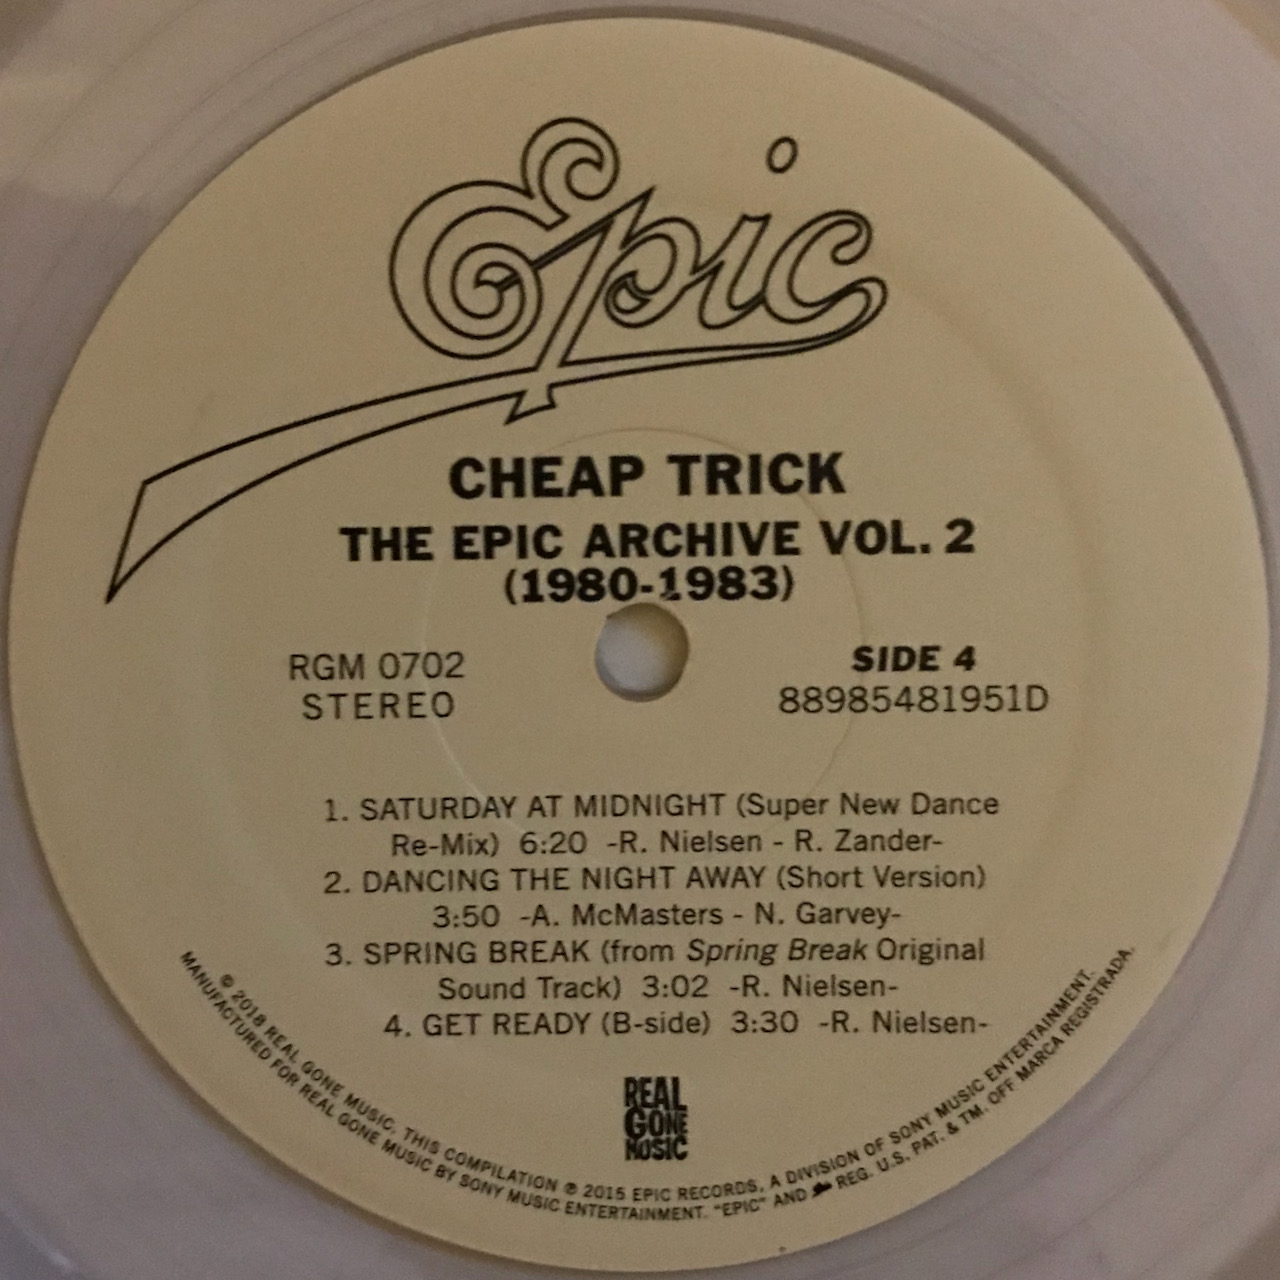 Epic
CHEAP TRICK
THE EPIC ARCHIVE VOL. 2
(1980-1983)
RGM 0702
STEREO
SIDE 4
88985481951D
1. SATURDAY AT MIDNIGHT (Super New Dance
Re-Mix) 6:20 -R. Nielsen - R. Zander-
2. DANCING THE NIGHT AWAY (Short Version)
3:50 -A. McMasters - N. Garvey-
3. SPRING BREAK (from Spring Break Original
Sound Track) 3:02 -R. Nielsen-
4. GET READY (B-side) 3:30 -R. Nielsen-
REAL
GONE
MUSIC
© 2018 REAL GONE MUSIC. THIS COMPILATION ℗ 2015 EPIC RECORDS, A DIVISION OF SONY MUSIC ENTERTAINMENT.
MANUFACTURED FOR REAL GONE MUSIC BY SONY MUSIC ENTERTAINMENT. "EPIC" AND REG. U.S. PAT. & TM. OFF MARCA REGISTRADA.